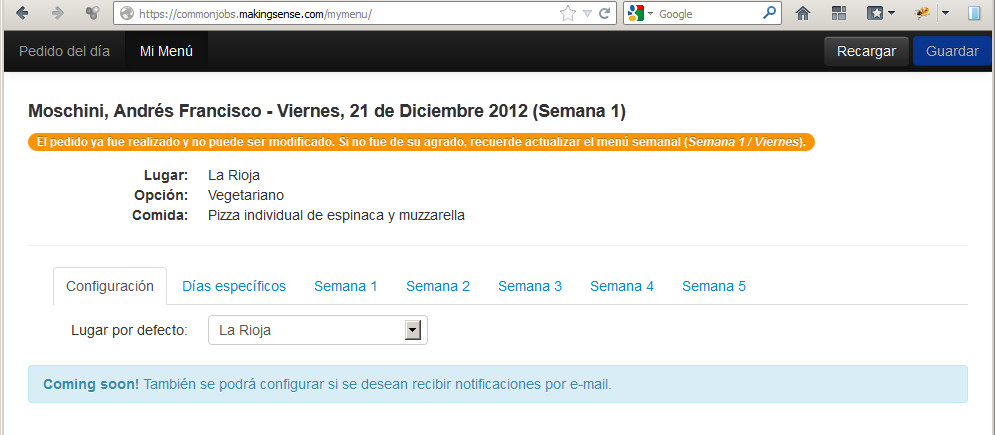 https://commonjobs.makingsense.com/mymenu/
Google
Pedido del día Mi Menú Recargar Guardar
Moschini, Andrés Francisco - Viernes, 21 de Diciembre 2012 (Semana 1)
El pedido ya fue realizado y no puede ser modificado. Si no fue de su agrado, recuerde actualizar el menú semanal (Semana 1 / Viernes).
Lugar: La Rioja
Opción: Vegetariano
Comida: Pizza individual de espinaca y muzzarella
Configuración Días específicos Semana 1 Semana 2 Semana 3 Semana 4 Semana 5
Lugar por defecto: La Rioja
Coming soon! También se podrá configurar si se desean recibir notificaciones por e-mail.